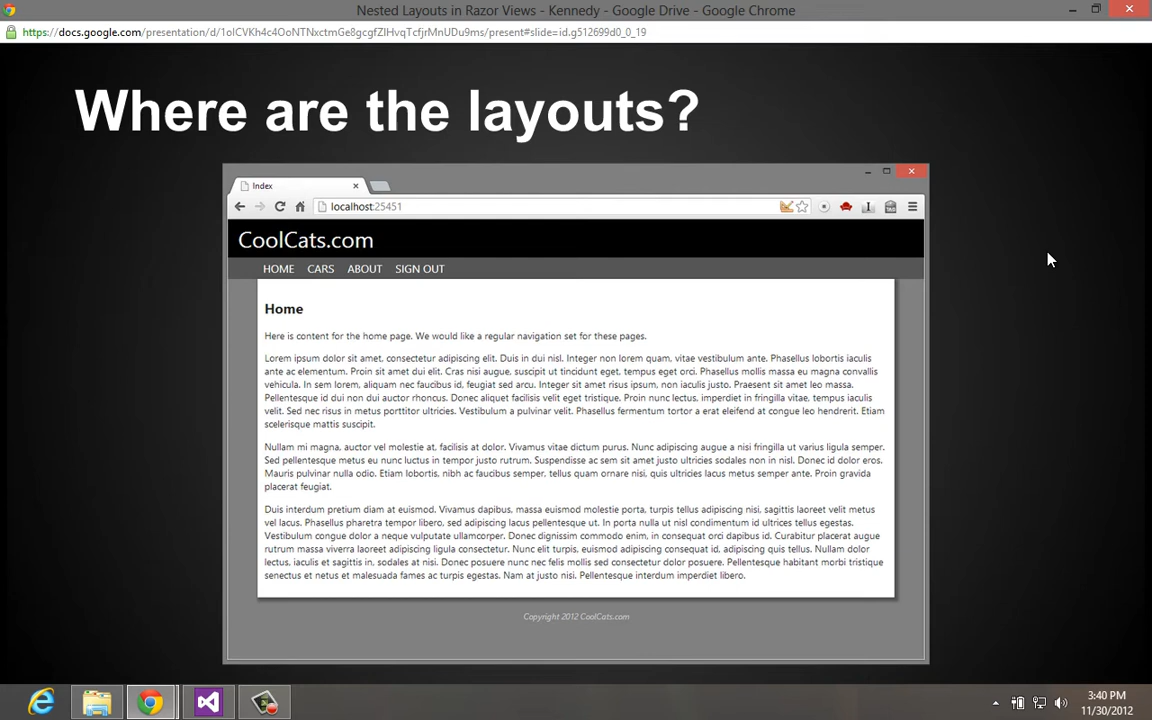 Nested Layouts in Razor Views - Kennedy - Google Drive - Google Chrome
https://docs.google.com/presentation/d/1olCVKh4c4OoNTNxctmGe8gcgfZIHvqTcfjrMnUDu9ms/present#slide=id.g512699d0_0_19
Where are the layouts?
Index
localhost:25451
CoolCats.com
HOME CARS ABOUT SIGN OUT
Home
Here is content for the home page. We would like a regular navigation set for these pages.
Lorem ipsum dolor sit amet, consectetur adipiscing elit. Duis in dui nisl. Integer non lorem quam, vitae vestibulum ante. Phasellus lobortis iaculis
ante ac elementum. Proin sit amet dui elit. Cras nisi augue, suscipit ut tincidunt eget, tempus eget orci. Phasellus mollis massa eu magna convallis
vehicula. In sem lorem, aliquam nec faucibus id, feugiat sed arcu. Integer sit amet risus ipsum, non iaculis justo. Praesent sit amet leo massa.
Pellentesque id dui non dui auctor rhoncus. Donec aliquet facilisis velit eget tristique. Proin nunc lectus, imperdiet in fringilla vitae, tempus iaculis
velit. Sed nec risus in metus porttitor ultricies. Vestibulum a pulvinar velit. Phasellus fermentum tortor a erat eleifend at congue leo hendrerit. Etiam
scelerisque mattis suscipit.
Nullam mi magna, auctor vel molestie at, facilisis at dolor. Vivamus vitae dictum purus. Nunc adipiscing augue a nisi fringilla ut varius ligula semper.
Sed pellentesque metus eu nunc luctus in tempor justo rutrum. Suspendisse ac sem sit amet justo ultricies sodales non in nisl. Donec id dolor eros.
Mauris pulvinar nulla odio. Etiam lobortis, nibh ac faucibus semper, tellus quam ornare nisi, quis ultricies lacus metus semper ante. Proin gravida
placerat feugiat.
Duis interdum pretium diam at euismod. Vivamus dapibus, massa euismod molestie porta, turpis tellus adipiscing nisi, sagittis laoreet velit metus
vel lacus. Phasellus pharetra tempor libero, sed adipiscing lacus pellentesque ut. In porta nulla ut nisl condimentum id ultrices tellus egestas.
Vestibulum congue dolor a neque vulputate ullamcorper. Donec dignissim commodo enim, in consequat orci dapibus id. Curabitur placerat augue
rutrum massa viverra laoreet adipiscing ligula consectetur. Nunc elit turpis, euismod adipiscing consequat id, adipiscing quis tellus. Nullam dolor
lectus, iaculis et sagittis in, sodales at nisi. Donec posuere nunc nec felis mollis sed consectetur dolor posuere. Pellentesque habitant morbi tristique
senectus et netus et malesuada fames ac turpis egestas. Nam at justo nisi. Pellentesque interdum imperdiet libero.
Copyright 2012 CoolCats.com
3:40 PM
11/30/2012